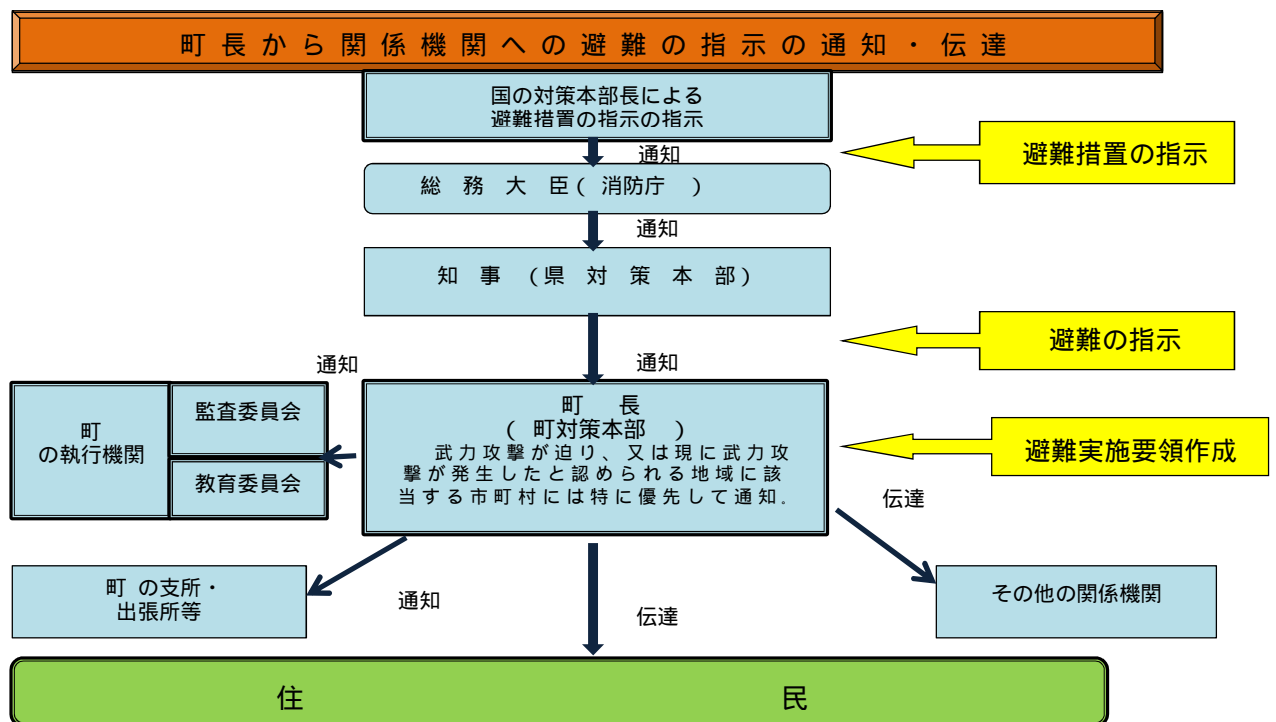 町長から関係機関への避難の指示の通知・伝達
国の対策本部長による
避難措置の指示の指示
通知
避難措置の指示
総務大臣(消防庁)
通知
知事(県対策本部)
避難の指示
通知
通知
町長
(町対策本部)
武力攻撃が迫り、又は現に武力攻
撃が発生したと認められる地域に該
当する市町村には特に優先して通知.
町
の執行機関
監査委員会
教育委員会
避難実施要領作成
伝達
町の支所・
出張所等
通知
伝達
その他の関係機関
住民